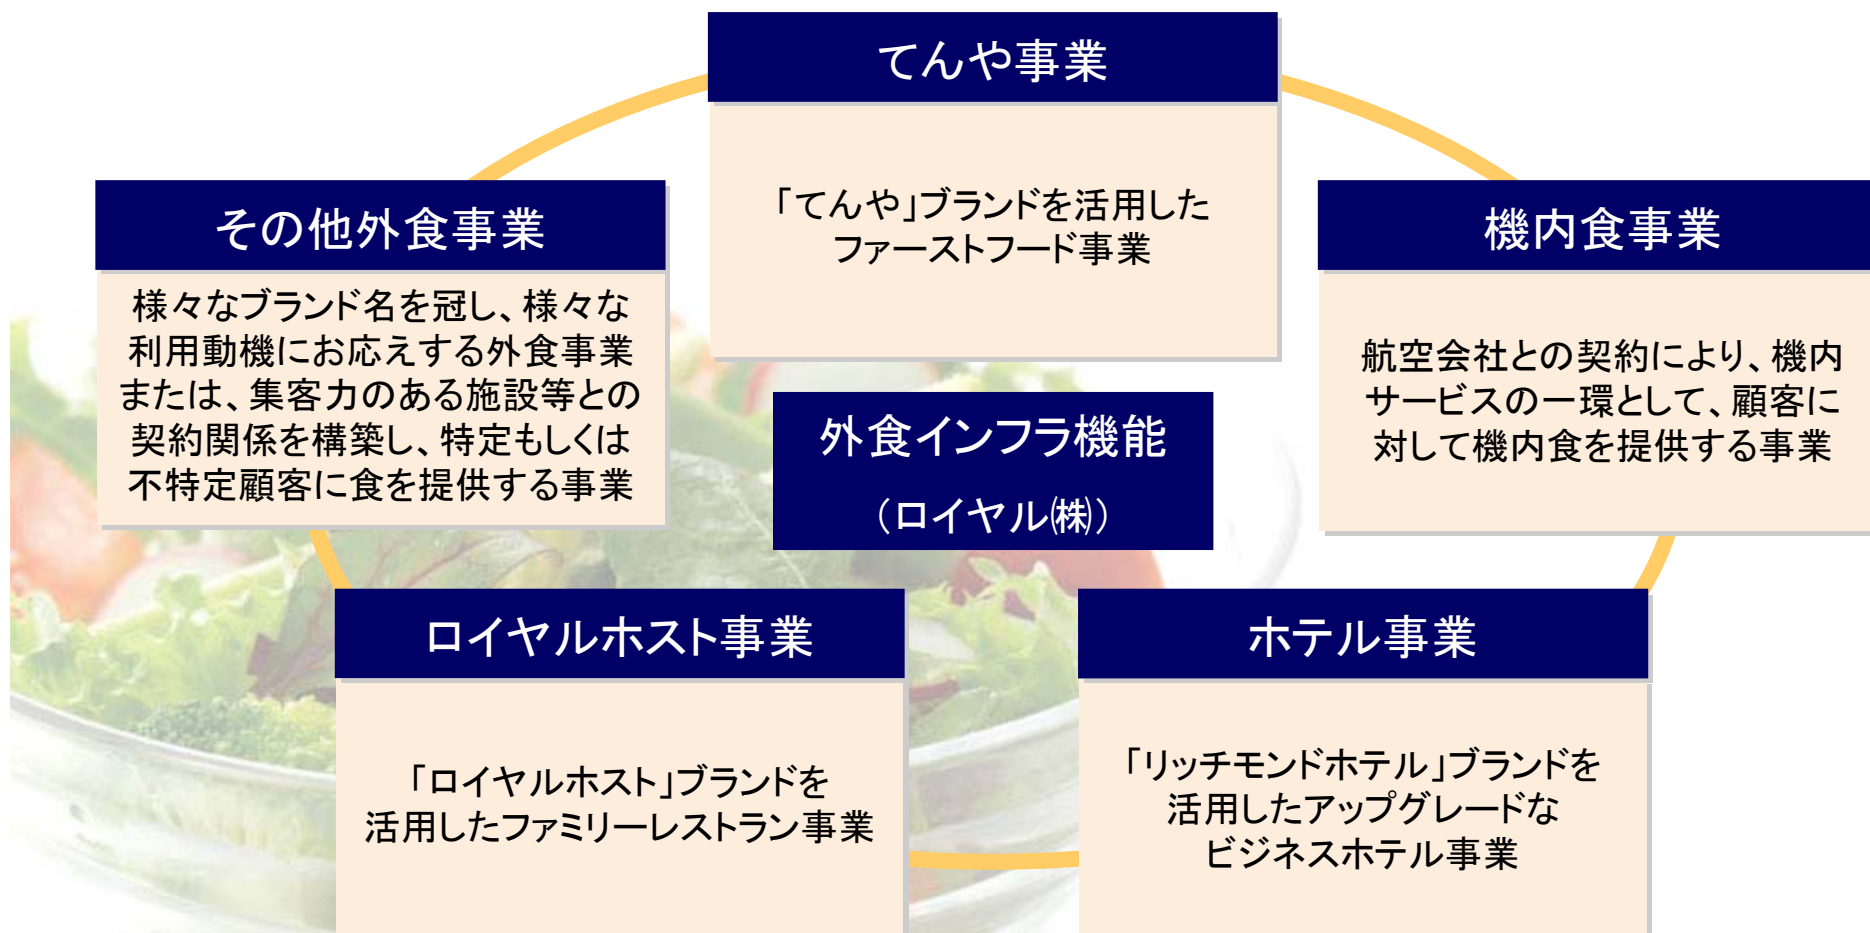 てんや事業
「てんや」ブランドを活用した
ファーストフード事業
その他外食事業
様々なブランド名を冠し、様々な
利用動機にお応えする外食事業
または、集客力のある施設等との
契約関係を構築し、特定もしくは
不特定顧客に食を提供する事業
機内食事業
航空会社との契約により、機内
サービスの一環として、顧客に
対して機内食を提供する事業
外食インフラ機能
（ロイヤル㈱）
ロイヤルホスト事業
「ロイヤルホスト」ブランドを
活用したファミリーレストラン事業
ホテル事業
「リッチモンドホテル」ブランドを
活用したアップグレードな
ビジネスホテル事業